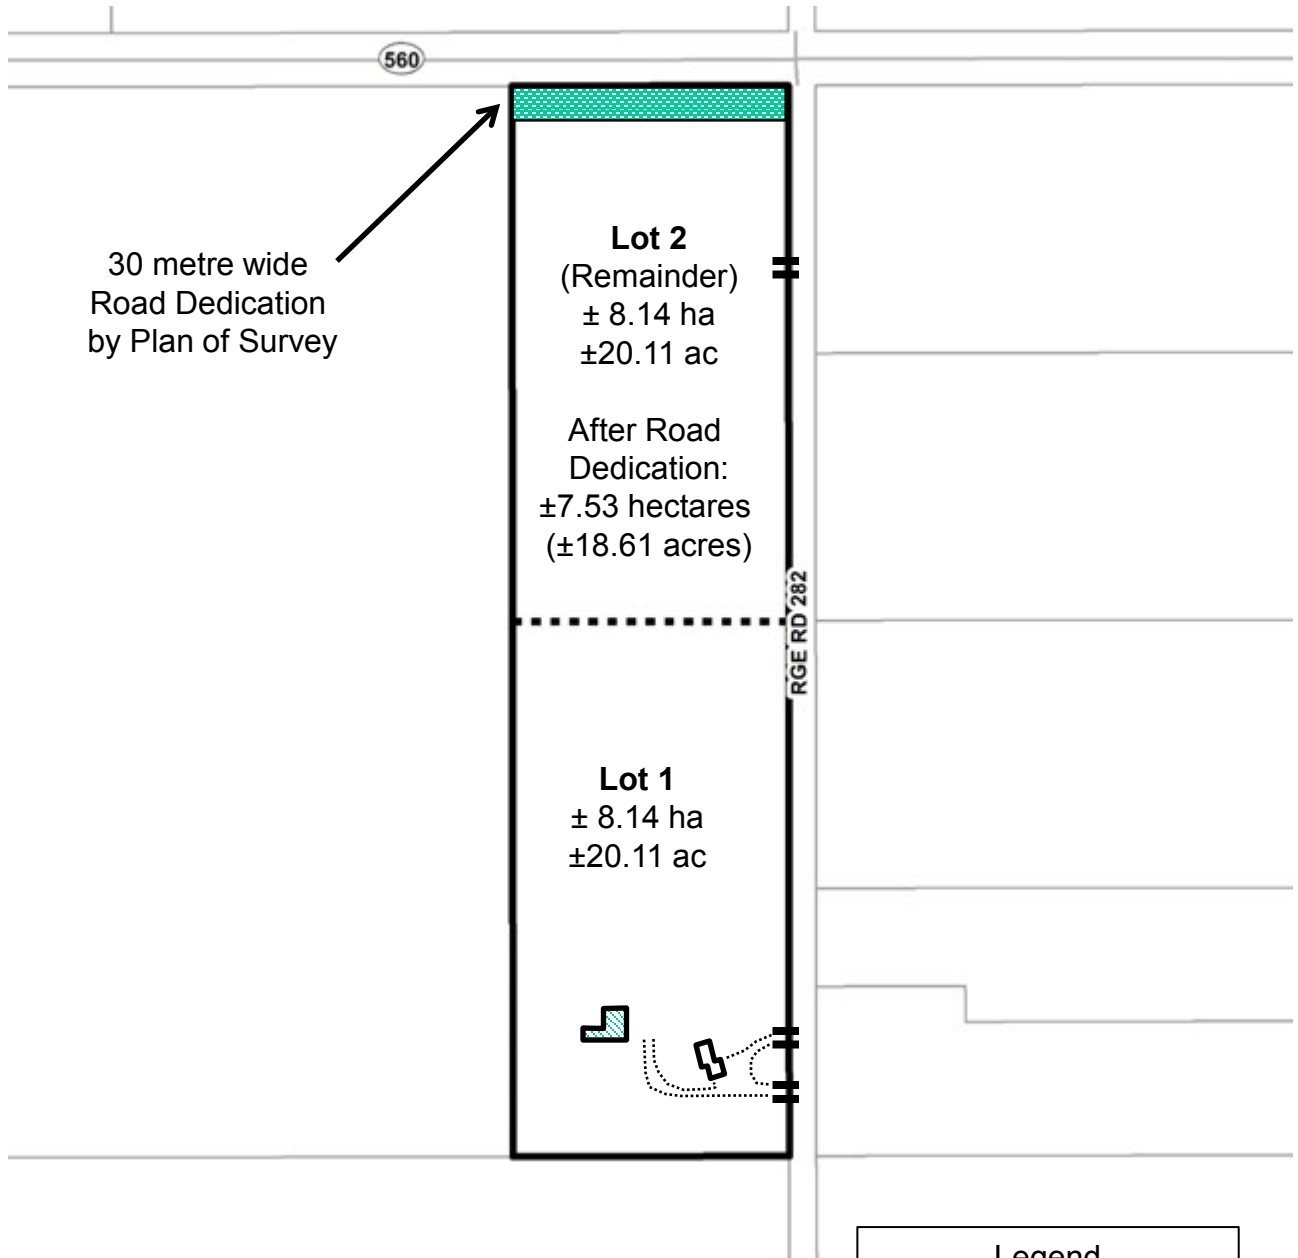 560
30 metre wide
Road Dedication
by Plan of Survey
Lot 2
(Remainder)
± 8.14 ha
±20.11 ac
After Road
Dedication:
±7.53 hectares
(±18.61 acres)
RGE RD 282
Lot 1
± 8.14 ha
±20.11 ac
Legend